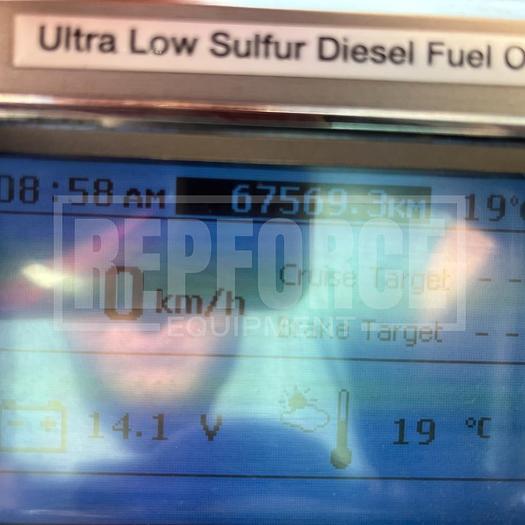 Ultra Low Sulfur Diesel Fuel O
08:58 AM 67569.3KM 19°
REPFORCE
EQUIPMENT
Cruise Target --
0 km/h
Brake Target --
- + 14.1 V 19 °C